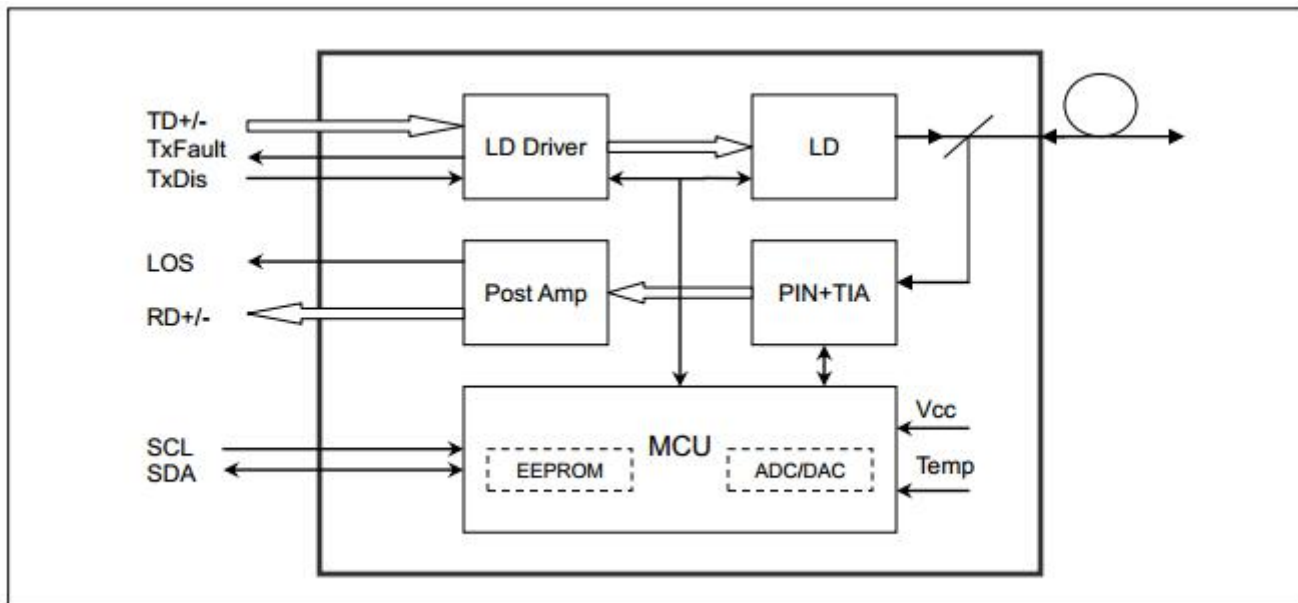 TD+/-
TxFault
TxDis
LD Driver
LD
LOS
RD+/-
Post Amp
PIN+TIA
SCL
SDA
MCU
EEPROM
ADC/DAC
Vcc
Temp